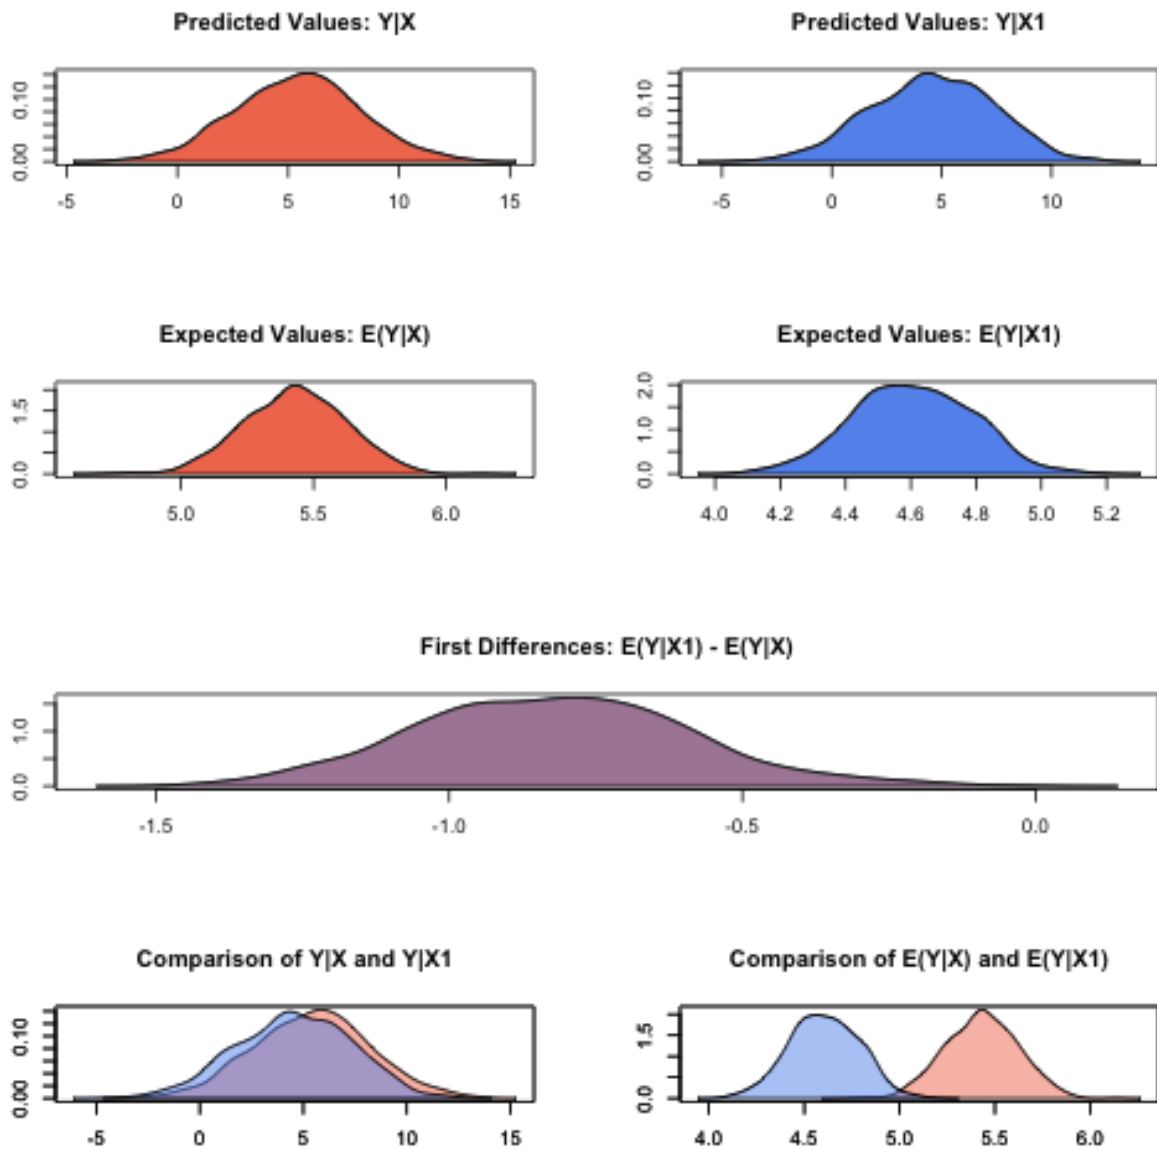 Predicted Values: Y|X
0.00 0.10
-5 0 5 10 15
Predicted Values: Y|X1
0.00 0.10
-5 0 5 10
Expected Values: E(Y|X)
0.0 1.5
5.0 5.5 6.0
Expected Values: E(Y|X1)
0.0 1.0 2.0
4.0 4.2 4.4 4.6 4.8 5.0 5.2
First Differences: E(Y|X1) - E(Y|X)
0.0 1.0
-1.5 -1.0 -0.5 0.0
Comparison of Y|X and Y|X1
0.00 0.10
-5 0 5 10 15
Comparison of E(Y|X) and E(Y|X1)
0.0 1.5
4.0 4.5 5.0 5.5 6.0